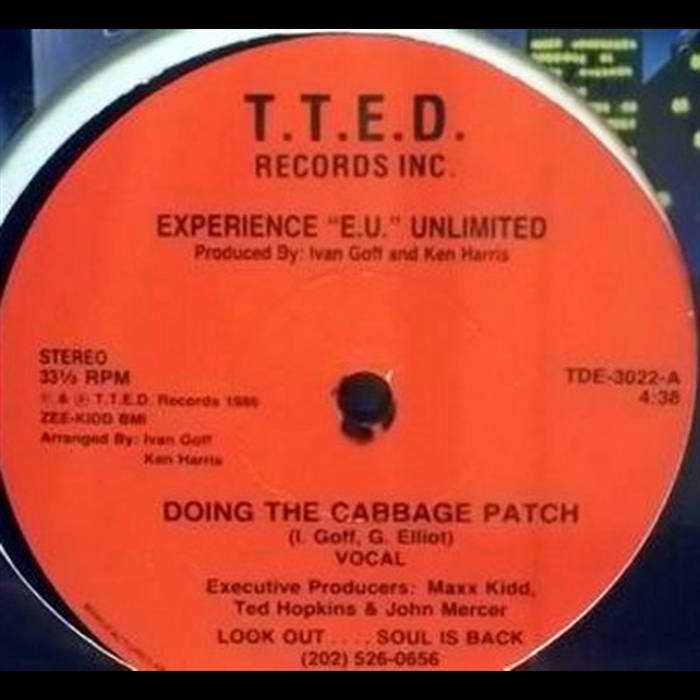 T.T.E.D.
RECORDS INC.
EXPERIENCE "E.U." UNLIMITED
Produced By: Ivan Goff and Ken Harris
STEREO
33⅓ RPM
© & ℗ T.T.E.D. Records 1986
ZEE-KIDD BMI
Arranged By: Ivan Goff
Ken Harris
TDE-3022-A
4:38
DOING THE CABBAGE PATCH
(I. Goff, G. Elliot)
VOCAL
Executive Producers: Maxx Kidd,
Ted Hopkins & John Mercer
LOOK OUT .... SOUL IS BACK
(202) 526-0656